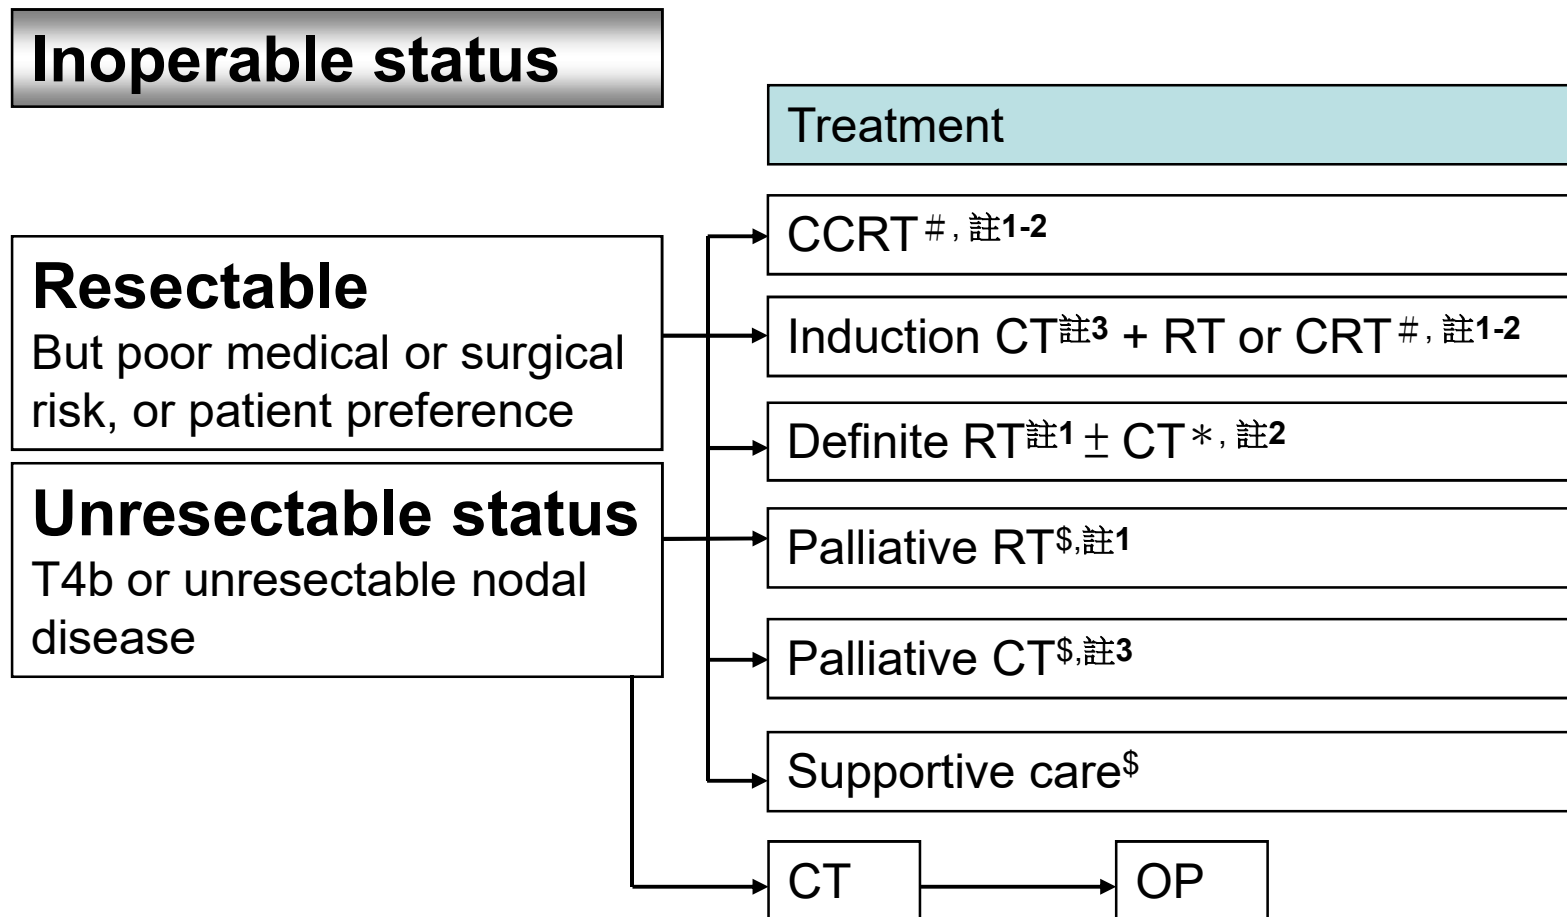 Inoperable status
Treatment
CCRT#, 註1-2
Resectable
But poor medical or surgical
risk, or patient preference
Induction CT註3 + RT or CRT#, 註1-2
Definite RT註1 ± CT*, 註2
Unresectable status
T4b or unresectable nodal
disease
Palliative RT$,註1
Palliative CT$,註3
Supportive care$
CT
OP